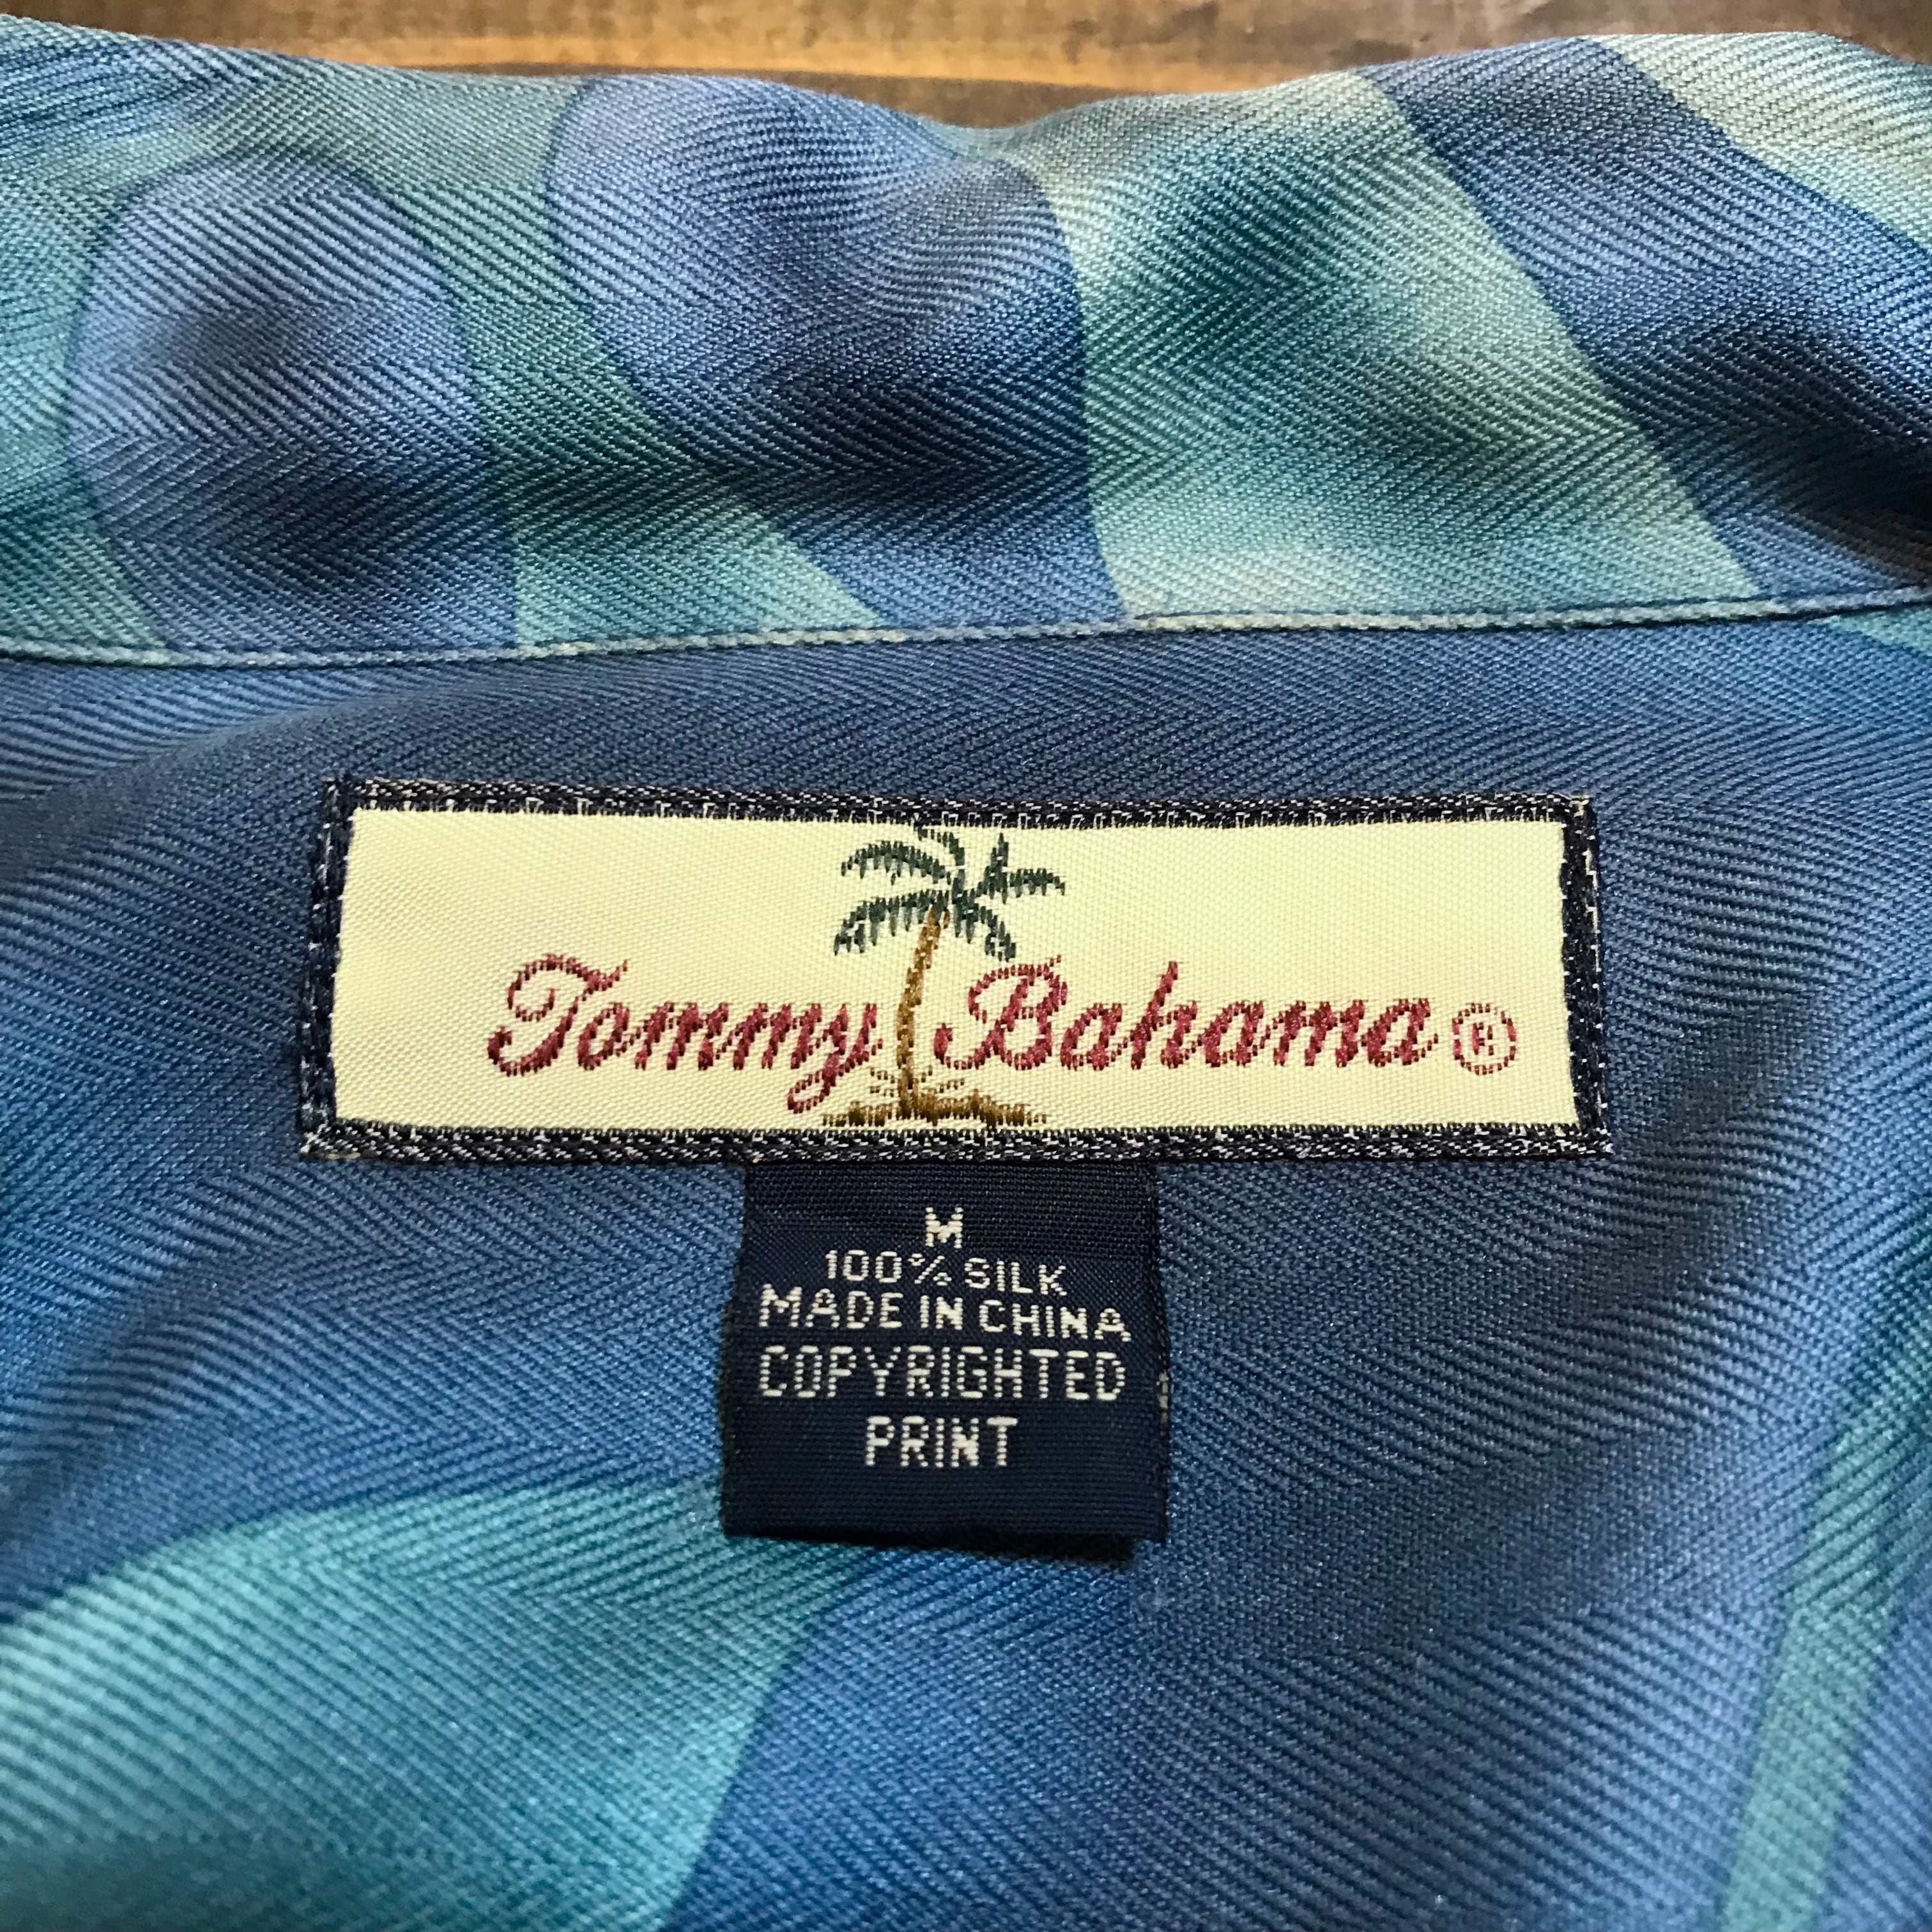 Tommy Bahama®
M
100% SILK
MADE IN CHINA
COPYRIGHTED
PRINT